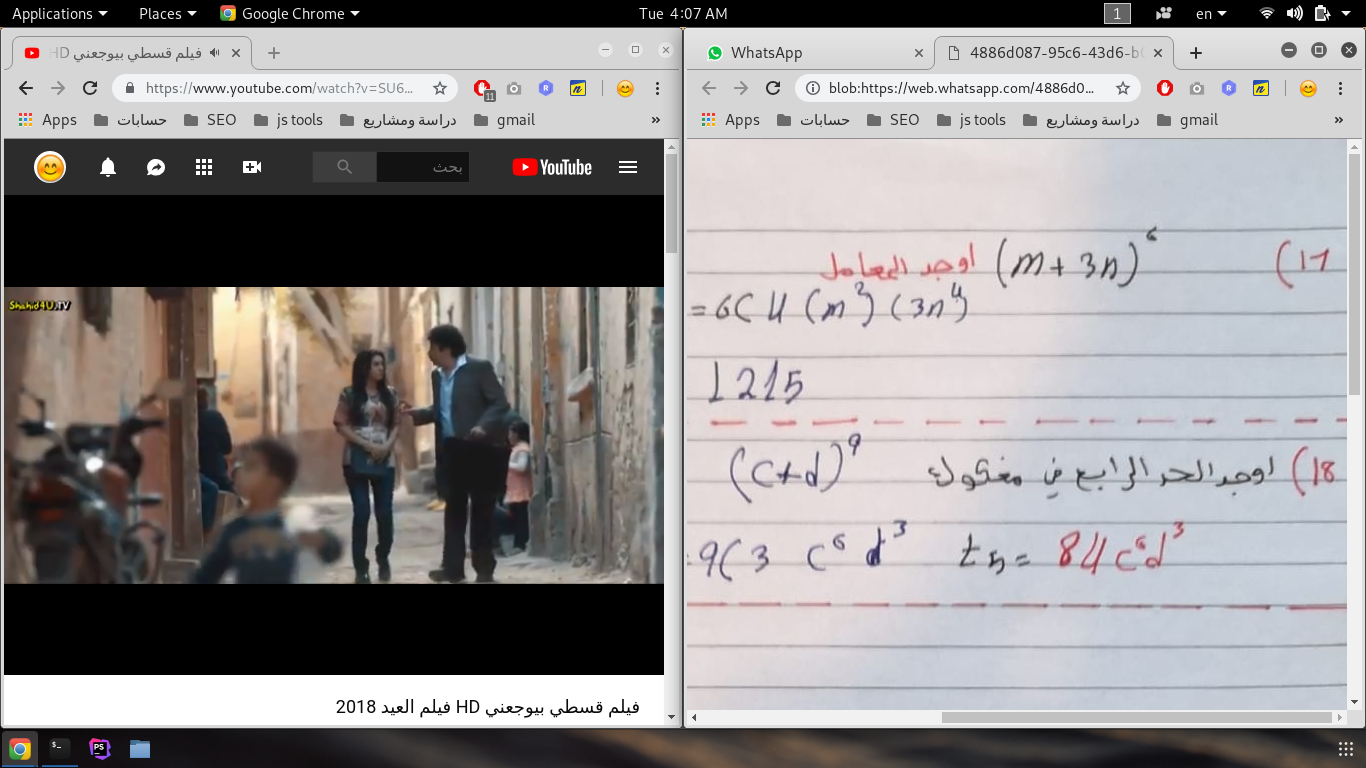 Applications Places Google Chrome Tue 4:07 AM 1 en
فيلم قسطي بيوجعني HD
https://www.youtube.com/watch?v=SU6...
11
Apps حسابات SEO js tools دراسة ومشاريع gmail »
بحث YouTube
Shahid4U.TV
فيلم قسطي بيوجعني HD فيلم العيد 2018
WhatsApp 4886d087-95c6-43d6-b
blob:https://web.whatsapp.com/4886d0...
Apps حسابات SEO js tools دراسة ومشاريع gmail »
17) (m+3n)^6 اوجد المعامل
=6C4 (m^2) (3n^4)
1215
18) اوجد الحد الرابع في مفكوك (c+d)^9
9C3 c^6 d^3 t4= 84c^6d^3
$_
PS